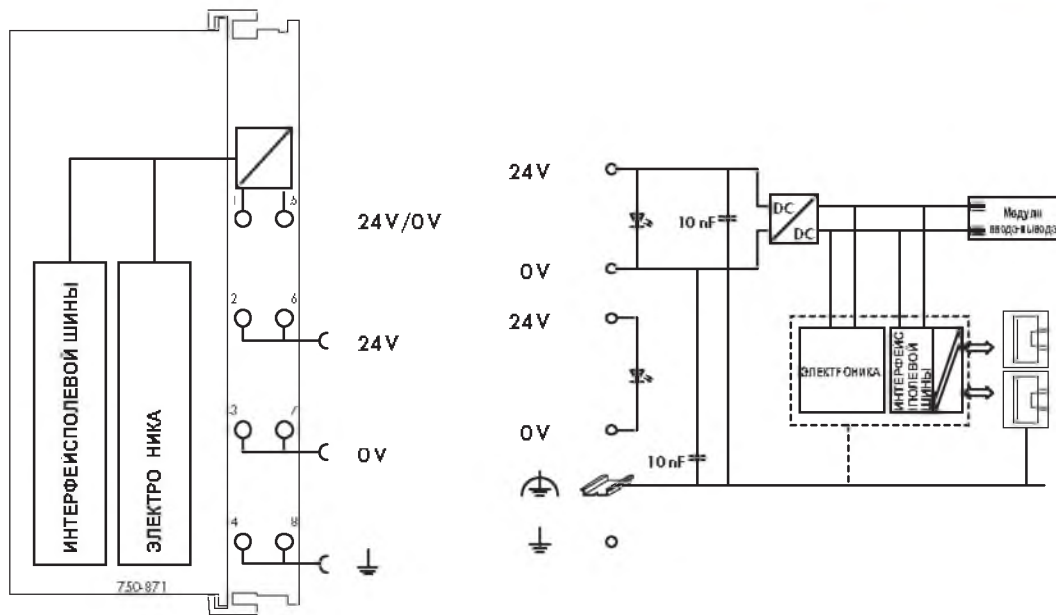 1 6
24V/0V
2 6
24V
3 7
0V
4 8
ИНТЕРФЕЙСПОЛЕВОЙ ШИНЫ
ЭЛЕКТРО НИКА
750-871
24V
10 nF
DC
DC
Модули
ввода-вывода
0V
24V
ЭЛЕКТРОНИКА
ИНТЕРФЕЙС
ПОЛЕВОЙ
ШИНЫ
0V
10 nF